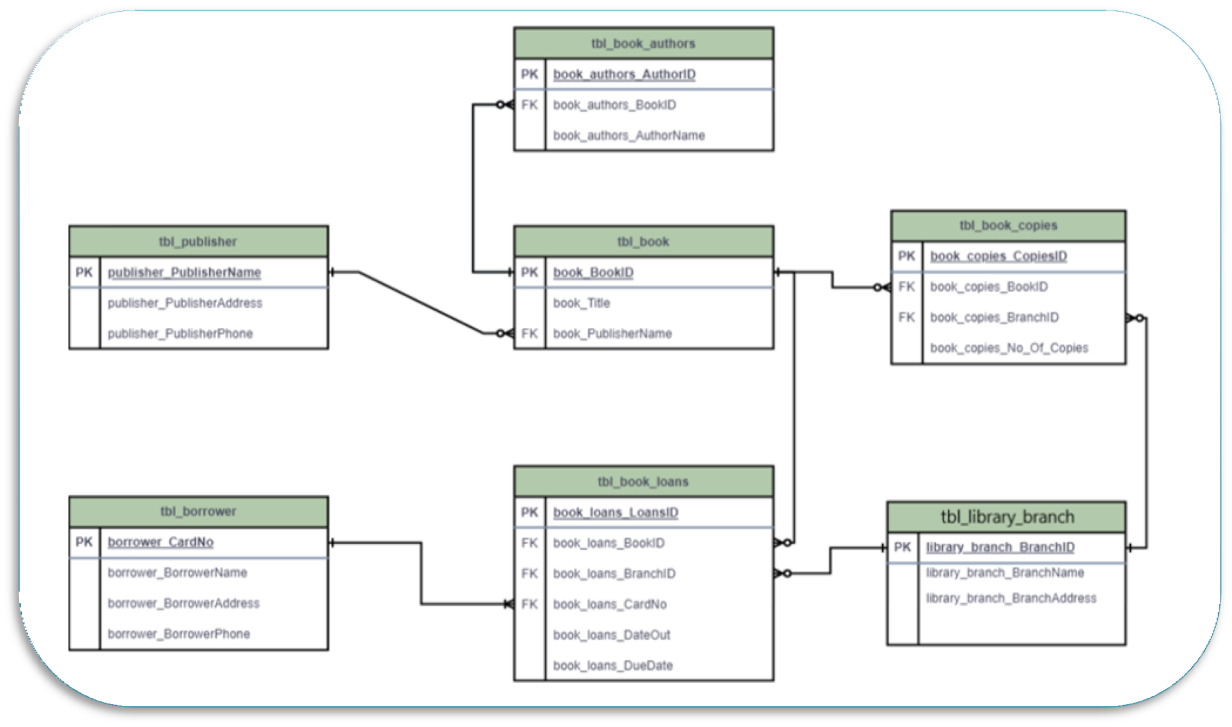 tbl_book_authors
PK book_authors_AuthorID
FK book_authors_BookID
book_authors_AuthorName
tbl_publisher
PK publisher_PublisherName
publisher_PublisherAddress
publisher_PublisherPhone
tbl_book
PK book_BookID
book_Title
FK book_PublisherName
tbl_book_copies
PK book_copies_CopiesID
FK book_copies_BookID
FK book_copies_BranchID
book_copies_No_Of_Copies
tbl_borrower
PK borrower_CardNo
borrower_BorrowerName
borrower_BorrowerAddress
borrower_BorrowerPhone
tbl_book_loans
PK book_loans_LoansID
FK book_loans_BookID
FK book_loans_BranchID
FK book_loans_CardNo
book_loans_DateOut
book_loans_DueDate
tbl_library_branch
PK library_branch_BranchID
library_branch_BranchName
library_branch_BranchAddress